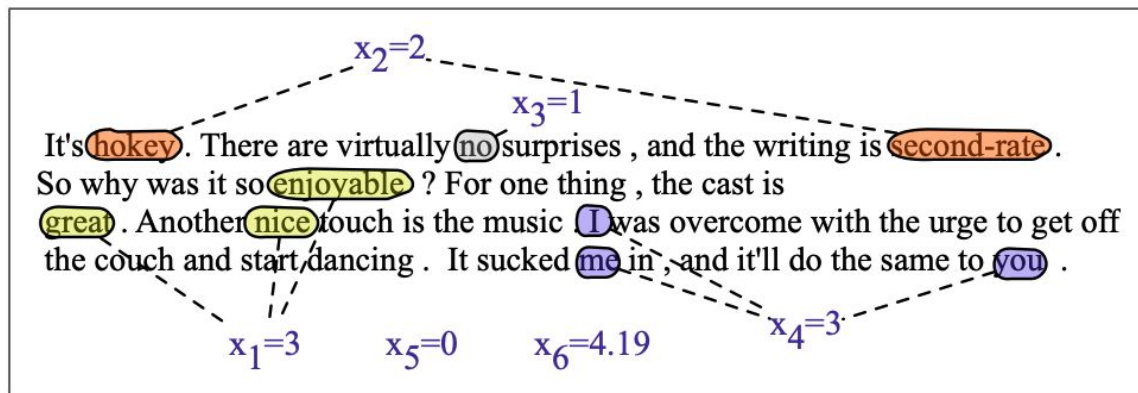 x2=2
x3=1
It's hokey . There are virtually no surprises , and the writing is second-rate .
So why was it so enjoyable ? For one thing , the cast is
great . Another nice touch is the music . I was overcome with the urge to get off
the couch and start dancing . It sucked me in , and it'll do the same to you .
x1=3 x5=0 x6=4.19 x4=3